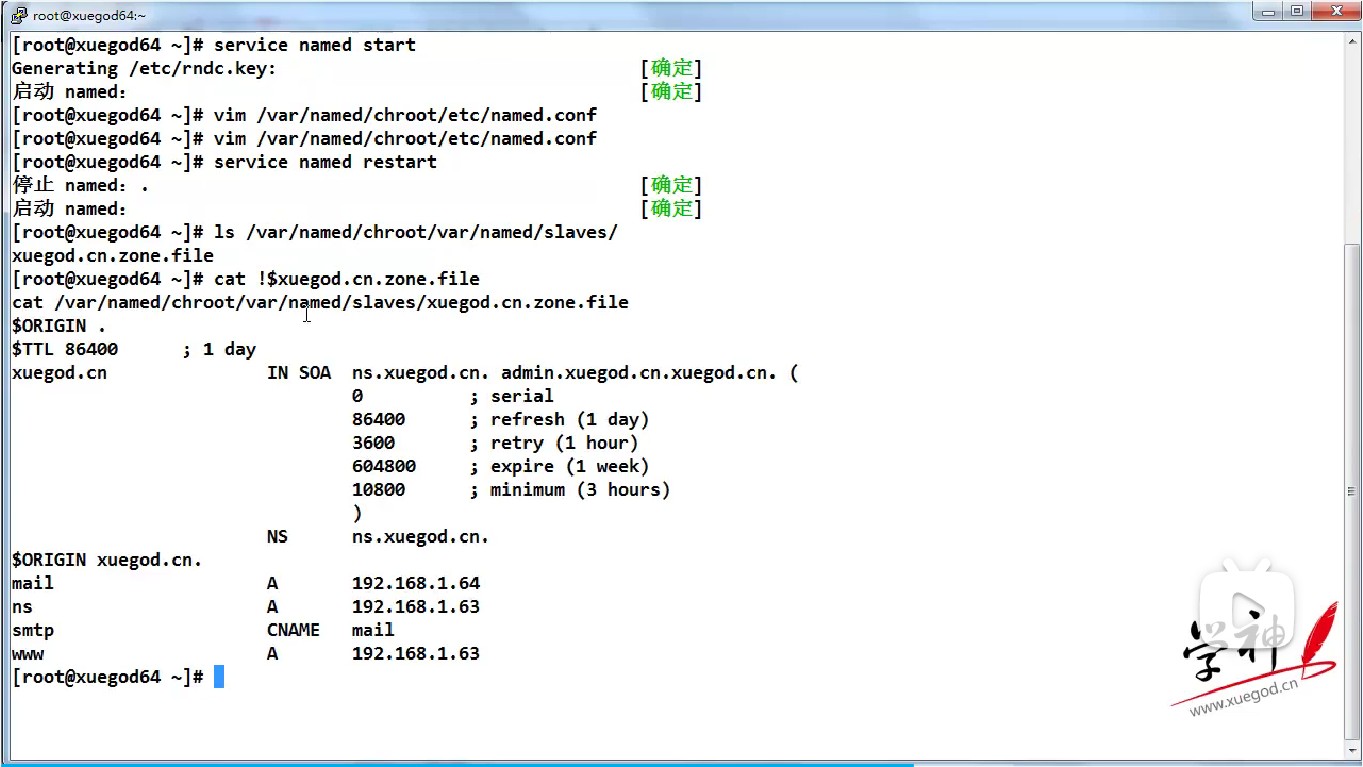 root@xuegod64:~
[root@xuegod64 ~]# service named start
Generating /etc/rndc.key: [确定]
启动 named: [确定]
[root@xuegod64 ~]# vim /var/named/chroot/etc/named.conf
[root@xuegod64 ~]# vim /var/named/chroot/etc/named.conf
[root@xuegod64 ~]# service named restart
停止 named: . [确定]
启动 named: [确定]
[root@xuegod64 ~]# ls /var/named/chroot/var/named/slaves/
xuegod.cn.zone.file
[root@xuegod64 ~]# cat !$xuegod.cn.zone.file
cat /var/named/chroot/var/named/slaves/xuegod.cn.zone.file
$ORIGIN .
$TTL 86400 ; 1 day
xuegod.cn IN SOA ns.xuegod.cn. admin.xuegod.cn.xuegod.cn. (
0 ; serial
86400 ; refresh (1 day)
3600 ; retry (1 hour)
604800 ; expire (1 week)
10800 ; minimum (3 hours)
)
NS ns.xuegod.cn.
$ORIGIN xuegod.cn.
mail A 192.168.1.64
ns A 192.168.1.63
smtp CNAME mail
www A 192.168.1.63
[root@xuegod64 ~]#
学神
www.xuegod.cn